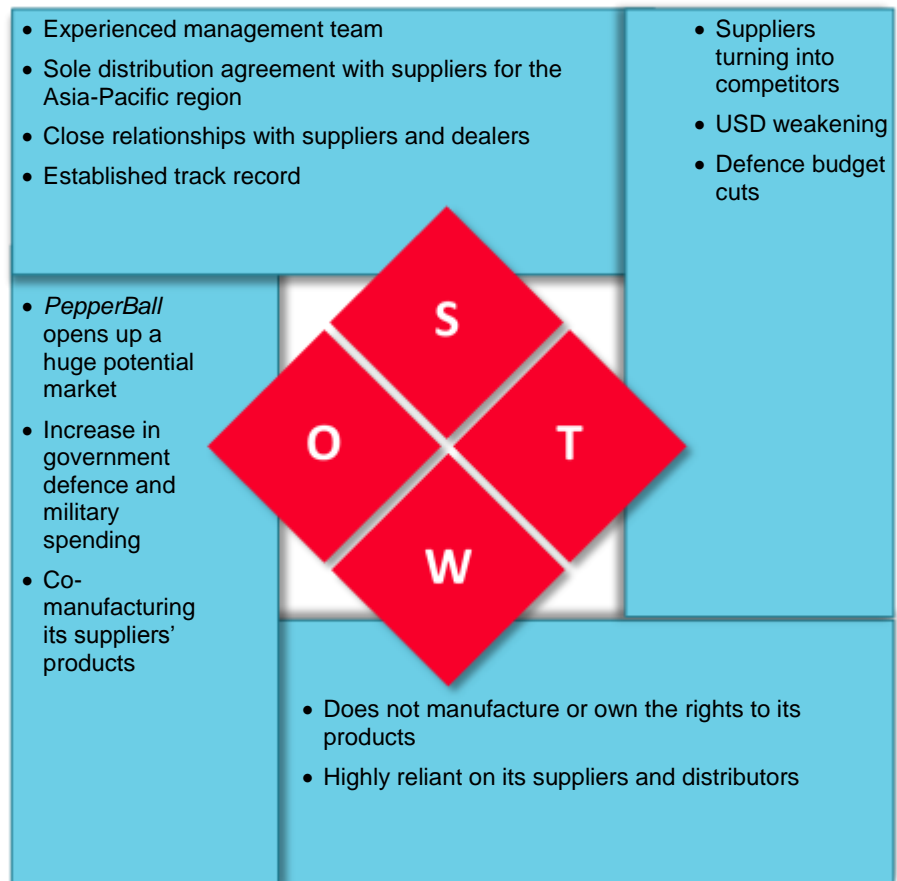 • Experienced management team
• Sole distribution agreement with suppliers for the
Asia-Pacific region
• Close relationships with suppliers and dealers
• Established track record
• Suppliers
turning into
competitors
• USD weakening
• Defence budget
cuts
• PepperBall
opens up a
huge potential
market
• Increase in
government
defence and
military
spending
• Co-
manufacturing
its suppliers’
products
S
O
T
W
• Does not manufacture or own the rights to its
products
• Highly reliant on its suppliers and distributors